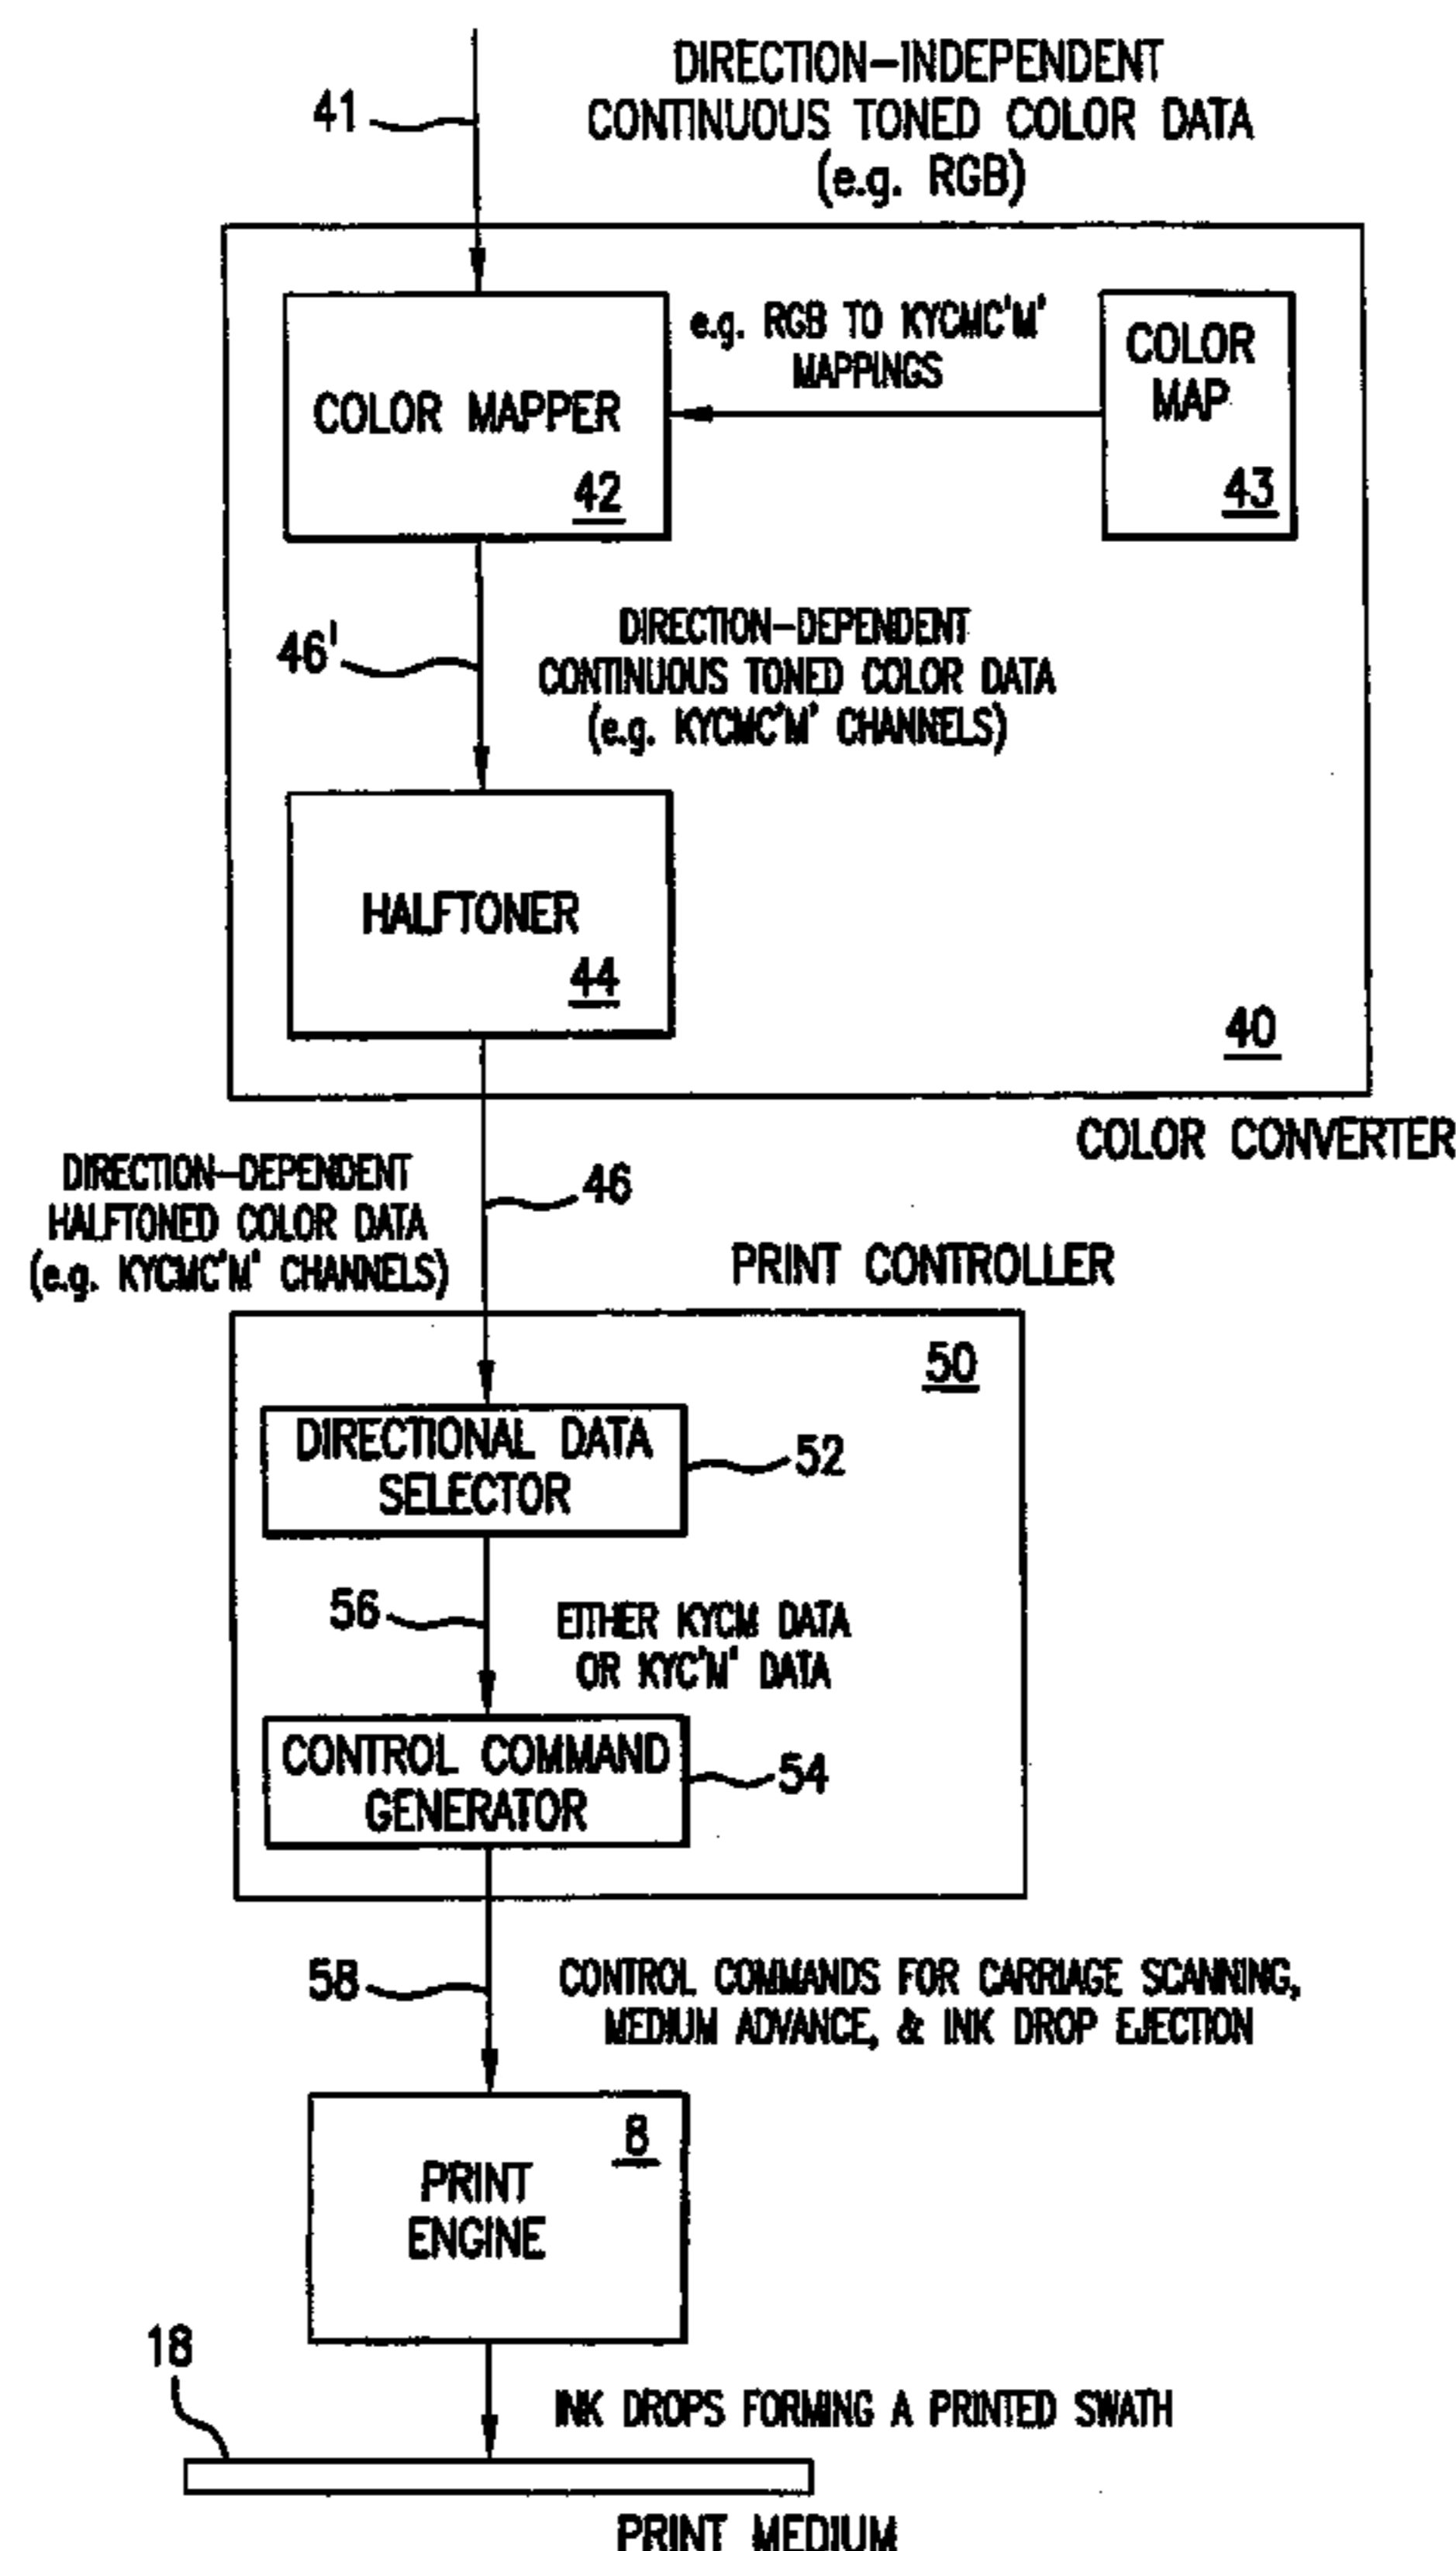 DIRECTION-INDEPENDENT
CONTINUOUS TONED COLOR DATA
(e.g. RGB)
41
e.g. RGB TO KYCMC'M'
MAPPINGS
COLOR
MAP
43
COLOR MAPPER
42
46'
DIRECTION-DEPENDENT
CONTINUOUS TONED COLOR DATA
(e.g. KYCMC'M' CHANNELS)
HALFTONER
44
40
COLOR CONVERTER
DIRECTION-DEPENDENT
HALFTONED COLOR DATA
(e.g. KYCMC'M' CHANNELS)
46
PRINT CONTROLLER
50
DIRECTIONAL DATA
SELECTOR
52
56
EITHER KYCM DATA
OR KYC'M' DATA
CONTROL COMMAND
GENERATOR
54
58
CONTROL COMMANDS FOR CARRIAGE SCANNING,
MEDIUM ADVANCE, & INK DROP EJECTION
8
PRINT
ENGINE
18
INK DROPS FORMING A PRINTED SWATH
PRINT MEDIUM